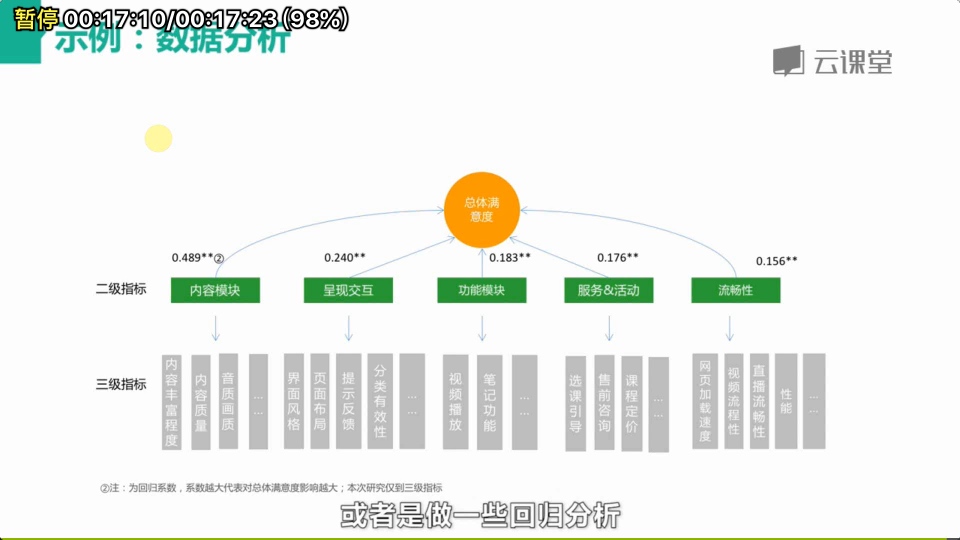 暂停 00:17:10/00:17:23 (98%)
示例：数据分析
云课堂
总体满
意度
0.489**②
0.240**
0.183**
0.176**
0.156**
二级指标
内容模块
呈现交互
功能模块
服务&活动
流畅性
三级指标
内容丰富程度
内容质量
音质画质
……
界面风格
页面布局
提示反馈
分类有效性
……
视频播放
笔记功能
……
选课引导
售前咨询
课程定价
……
网页加载速度
视频流程性
直播流畅性
性能
……
②注：为回归系数，系数越大代表对总体满意度影响越大；本次研究仅到三级指标
或者是做一些回归分析